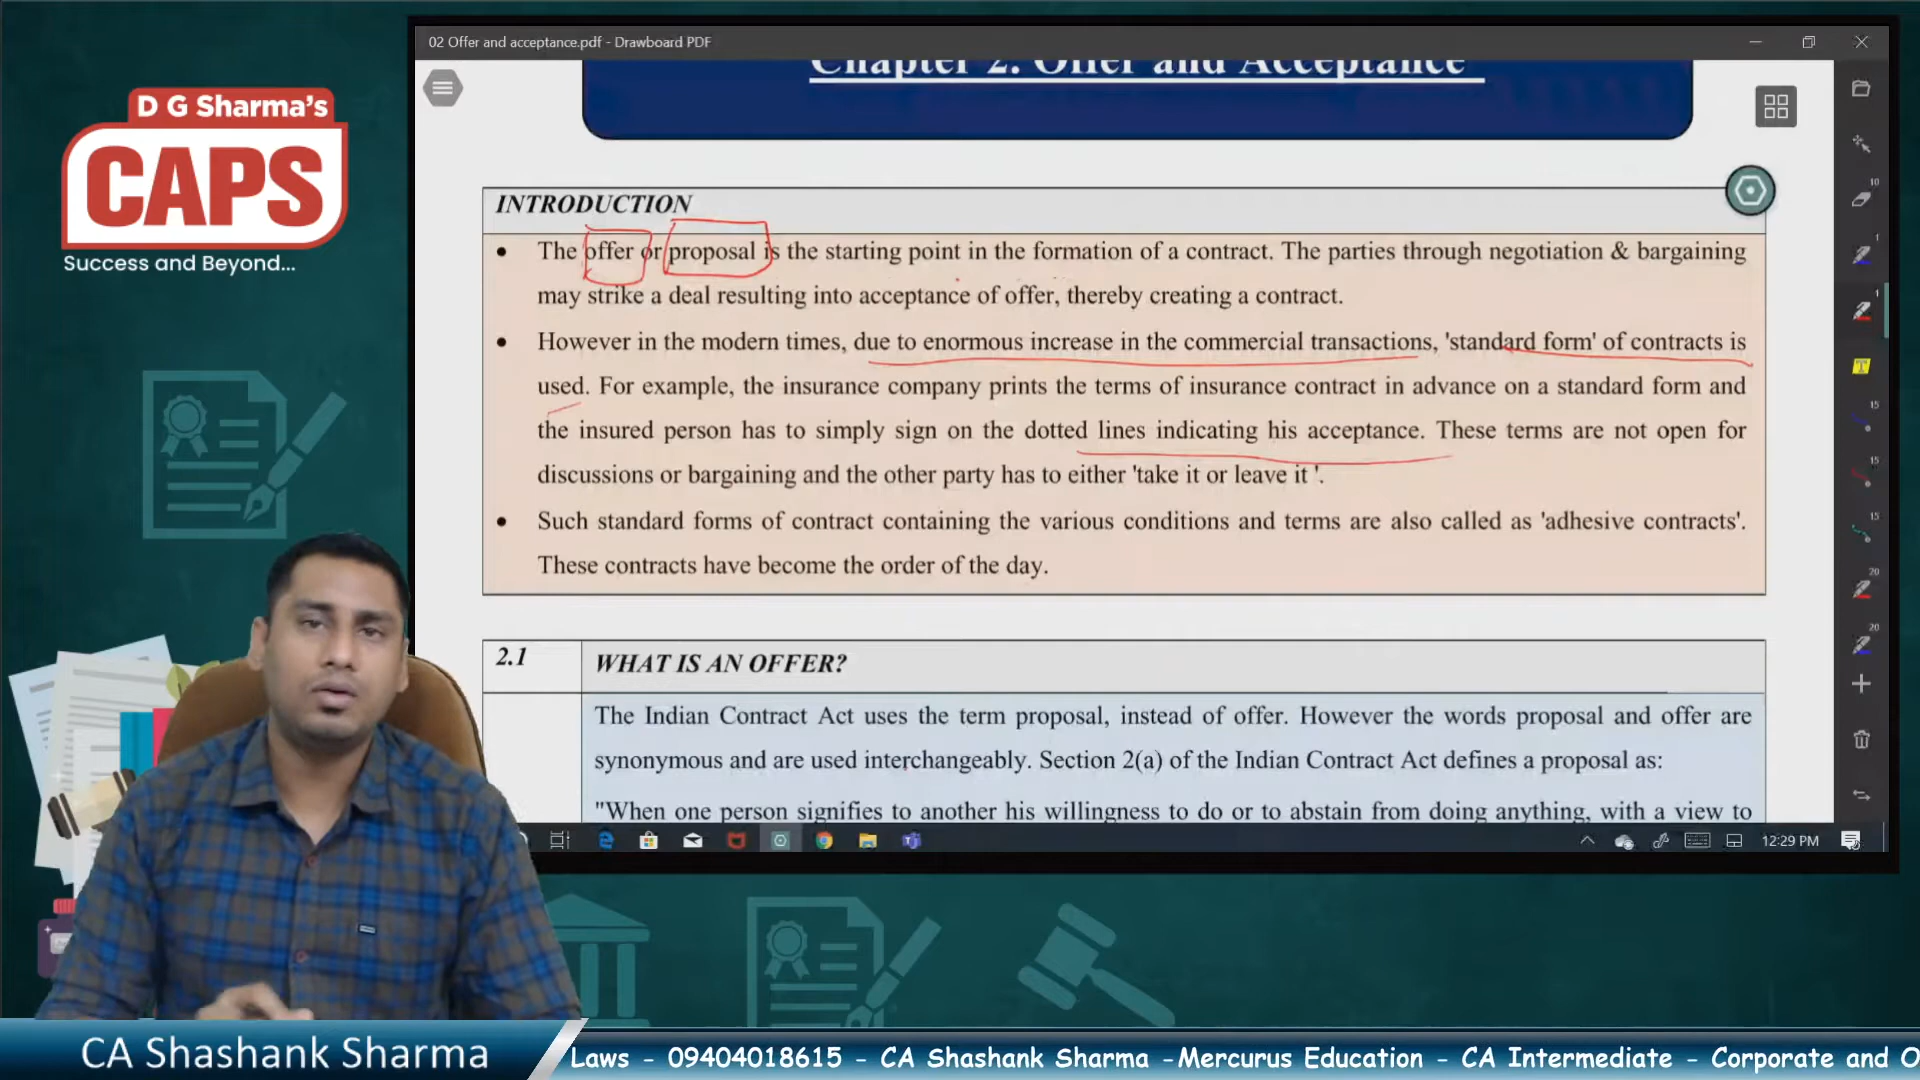 02 Offer and acceptance.pdf - Drawboard PDF
Chapter 2: Offer and Acceptance
D G Sharma's
CAPS
Success and Beyond...
INTRODUCTION
• The offer or proposal is the starting point in the formation of a contract. The parties through negotiation & bargaining
may strike a deal resulting into acceptance of offer, thereby creating a contract.
• However in the modern times, due to enormous increase in the commercial transactions, 'standard form' of contracts is
used. For example, the insurance company prints the terms of insurance contract in advance on a standard form and
the insured person has to simply sign on the dotted lines indicating his acceptance. These terms are not open for
discussions or bargaining and the other party has to either 'take it or leave it '.
• Such standard forms of contract containing the various conditions and terms are also called as 'adhesive contracts'.
These contracts have become the order of the day.
2.1 WHAT IS AN OFFER?
The Indian Contract Act uses the term proposal, instead of offer. However the words proposal and offer are
synonymous and are used interchangeably. Section 2(a) of the Indian Contract Act defines a proposal as:
"When one person signifies to another his willingness to do or to abstain from doing anything, with a view to
10
1
1
15
15
15
20
20
12:29 PM
CA Shashank Sharma
Laws - 09404018615 - CA Shashank Sharma -Mercurus Education - CA Intermediate - Corporate and O